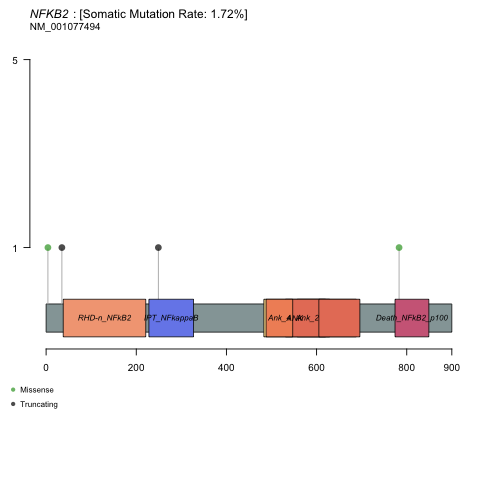 NFKB2 : [Somatic Mutation Rate: 1.72%]
NM_001077494
5
1
RHD-n_NFkB2
IPT_NFkappaB
Ank_2
Death_NFkB2_p100
0 200 400 600 800 900
Missense
Truncating